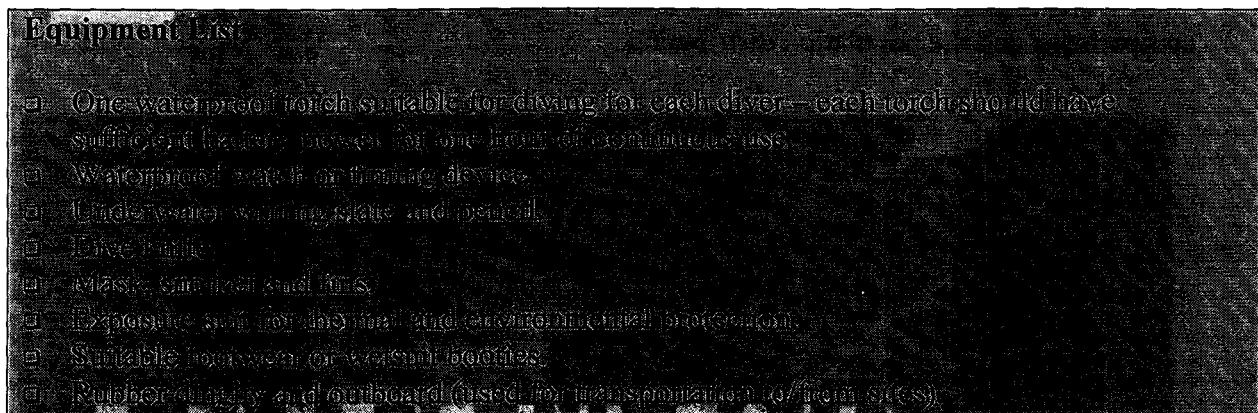 Equipment List
❑ One waterproof torch suitable for diving for each diver – each torch should have
sufficient battery power for one hour of continuous use.
❑ Waterproof watch or timing device.
❑ Underwater writing slate and pencil.
❑ Dive knife.
❑ Mask, snorkel and fins.
❑ Exposure suit for thermal and environmental protection.
❑ Suitable footwear or wetsuit booties.
❑ Rubber dinghy and outboard (used for transportation to/from sites)